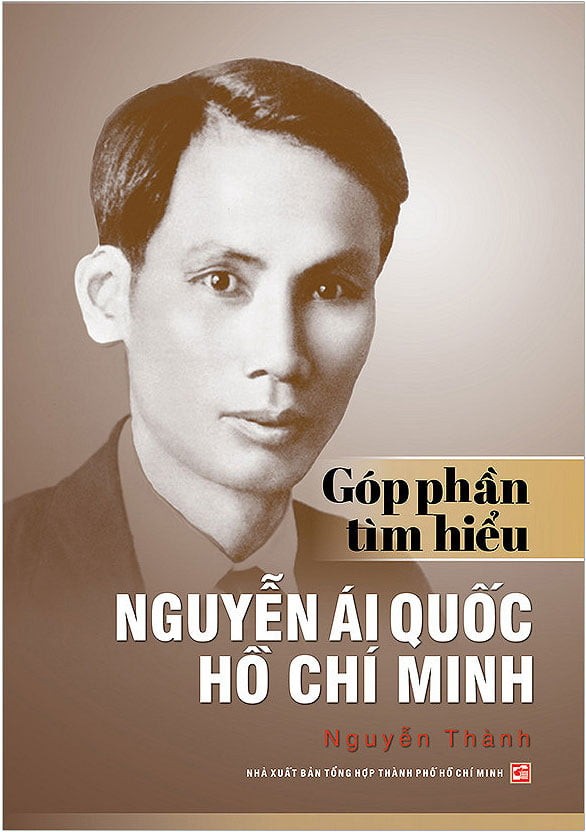 Góp phần
tìm hiểu
NGUYỄN ÁI QUỐC
HỒ CHÍ MINH
Nguyễn Thành
NHÀ XUẤT BẢN TỔNG HỢP THÀNH PHỐ HỒ CHÍ MINH